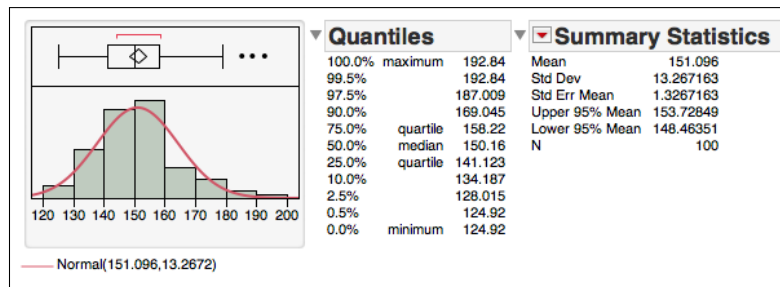 120 130 140 150 160 170 180 190 200
Normal(151.096,13.2672)
Quantiles
100.0% maximum 192.84
99.5% 192.84
97.5% 187.009
90.0% 169.045
75.0% quartile 158.22
50.0% median 150.16
25.0% quartile 141.123
10.0% 134.187
2.5% 128.015
0.5% 124.92
0.0% minimum 124.92
Summary Statistics
Mean 151.096
Std Dev 13.267163
Std Err Mean 1.3267163
Upper 95% Mean 153.72849
Lower 95% Mean 148.46351
N 100